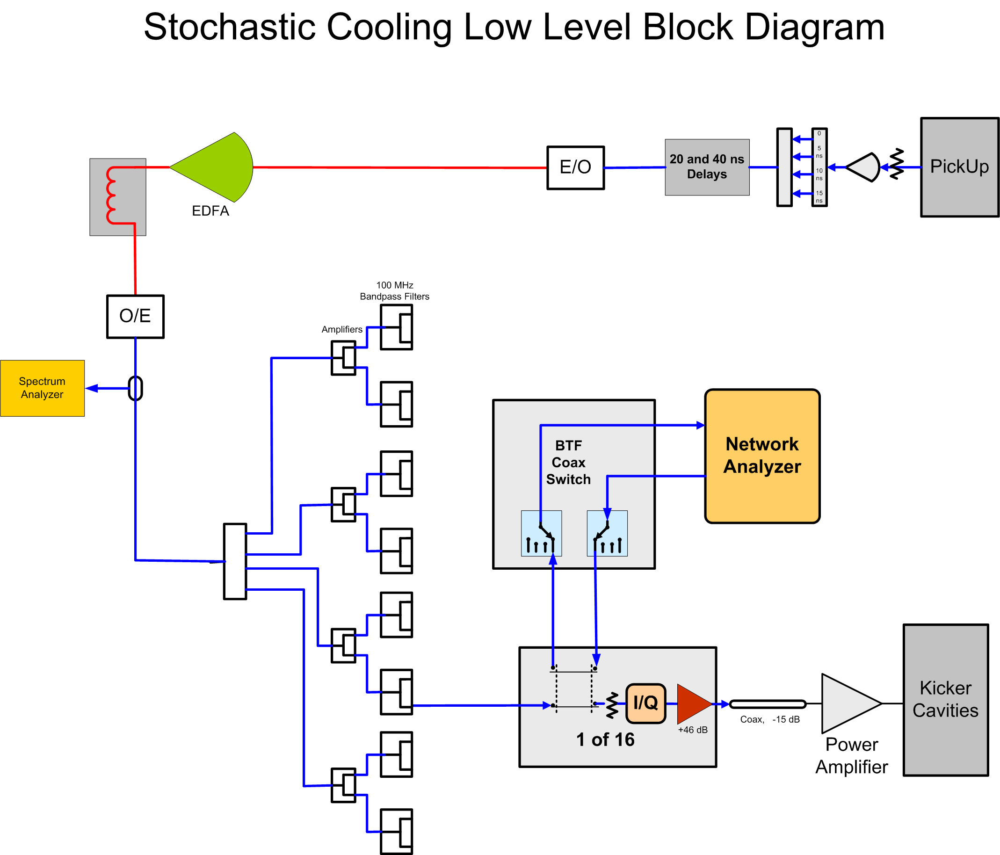 Stochastic Cooling Low Level Block Diagram
0
5
ns
10
ns
15
ns
20 and 40 ns
Delays
E/O
PickUp
EDFA
O/E
100 MHz
Bandpass Filters
Amplifiers
Spectrum
Analyzer
BTF
Coax
Switch
Network
Analyzer
I/Q
+46 dB
1 of 16
Coax, -15 dB
Power
Amplifier
Kicker
Cavities